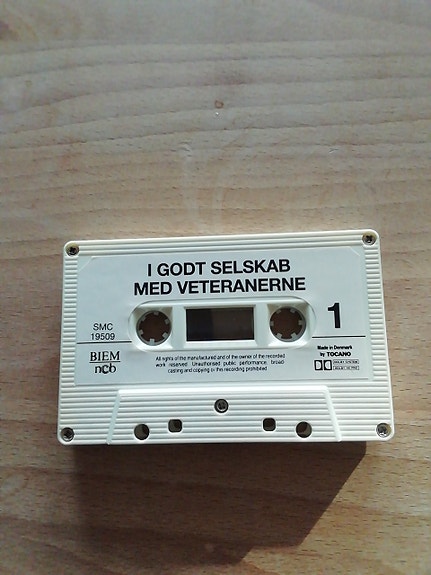 I GODT SELSKAB
MED VETERANERNE
1
SMC
19509
BIEM
ncb
All rights of the manufactured and of the owner of the recorded
work reserved. Unauthorised public performance, broad-
casting and copying of this recording prohibited
Made in Denmark
by TOCANO
DOLBY SYSTEM